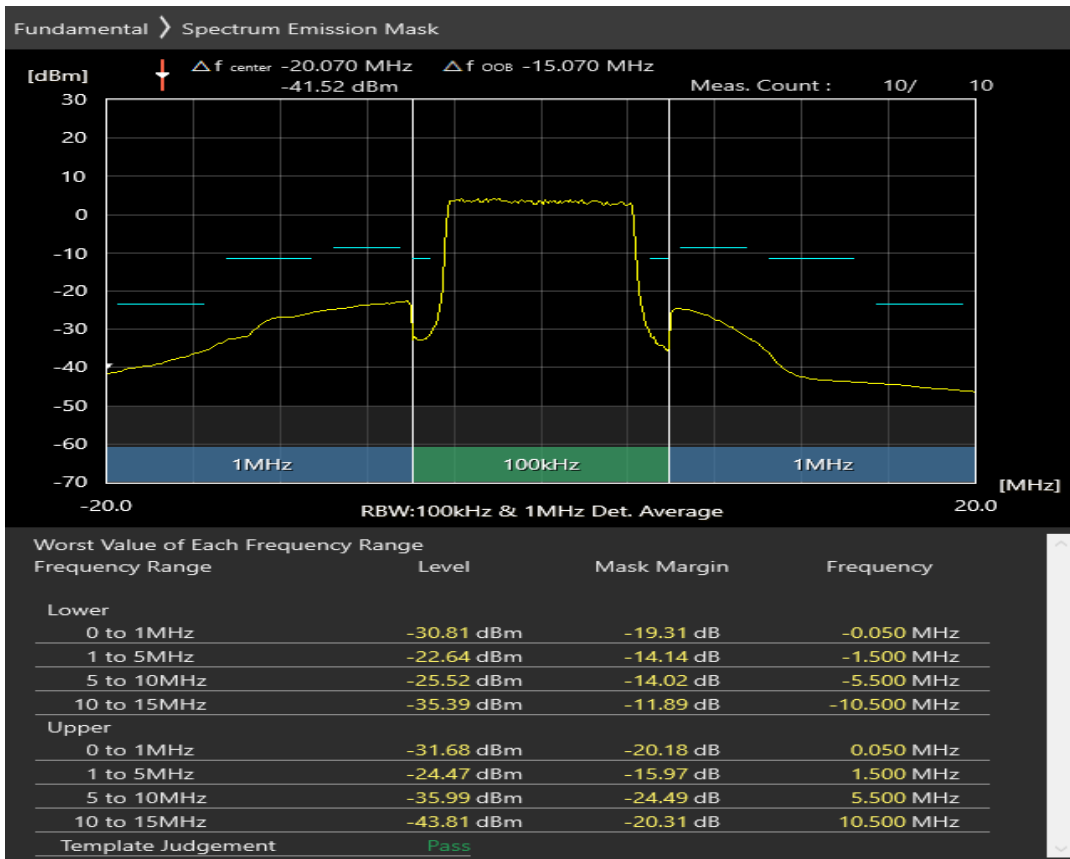 Fundamental ❯ Spectrum Emission Mask
[dBm] △f center -20.070 MHz △f OOB -15.070 MHz
-41.52 dBm Meas. Count : 10/ 10
30
20
10
0
-10
-20
-30
-40
-50
-60
1MHz 100kHz 1MHz
-70 [MHz]
-20.0 RBW:100kHz & 1MHz Det. Average 20.0
Worst Value of Each Frequency Range
Frequency Range Level Mask Margin Frequency
Lower
0 to 1MHz -30.81 dBm -19.31 dB -0.050 MHz
1 to 5MHz -22.64 dBm -14.14 dB -1.500 MHz
5 to 10MHz -25.52 dBm -14.02 dB -5.500 MHz
10 to 15MHz -35.39 dBm -11.89 dB -10.500 MHz
Upper
0 to 1MHz -31.68 dBm -20.18 dB 0.050 MHz
1 to 5MHz -24.47 dBm -15.97 dB 1.500 MHz
5 to 10MHz -35.99 dBm -24.49 dB 5.500 MHz
10 to 15MHz -43.81 dBm -20.31 dB 10.500 MHz
Template Judgement Pass